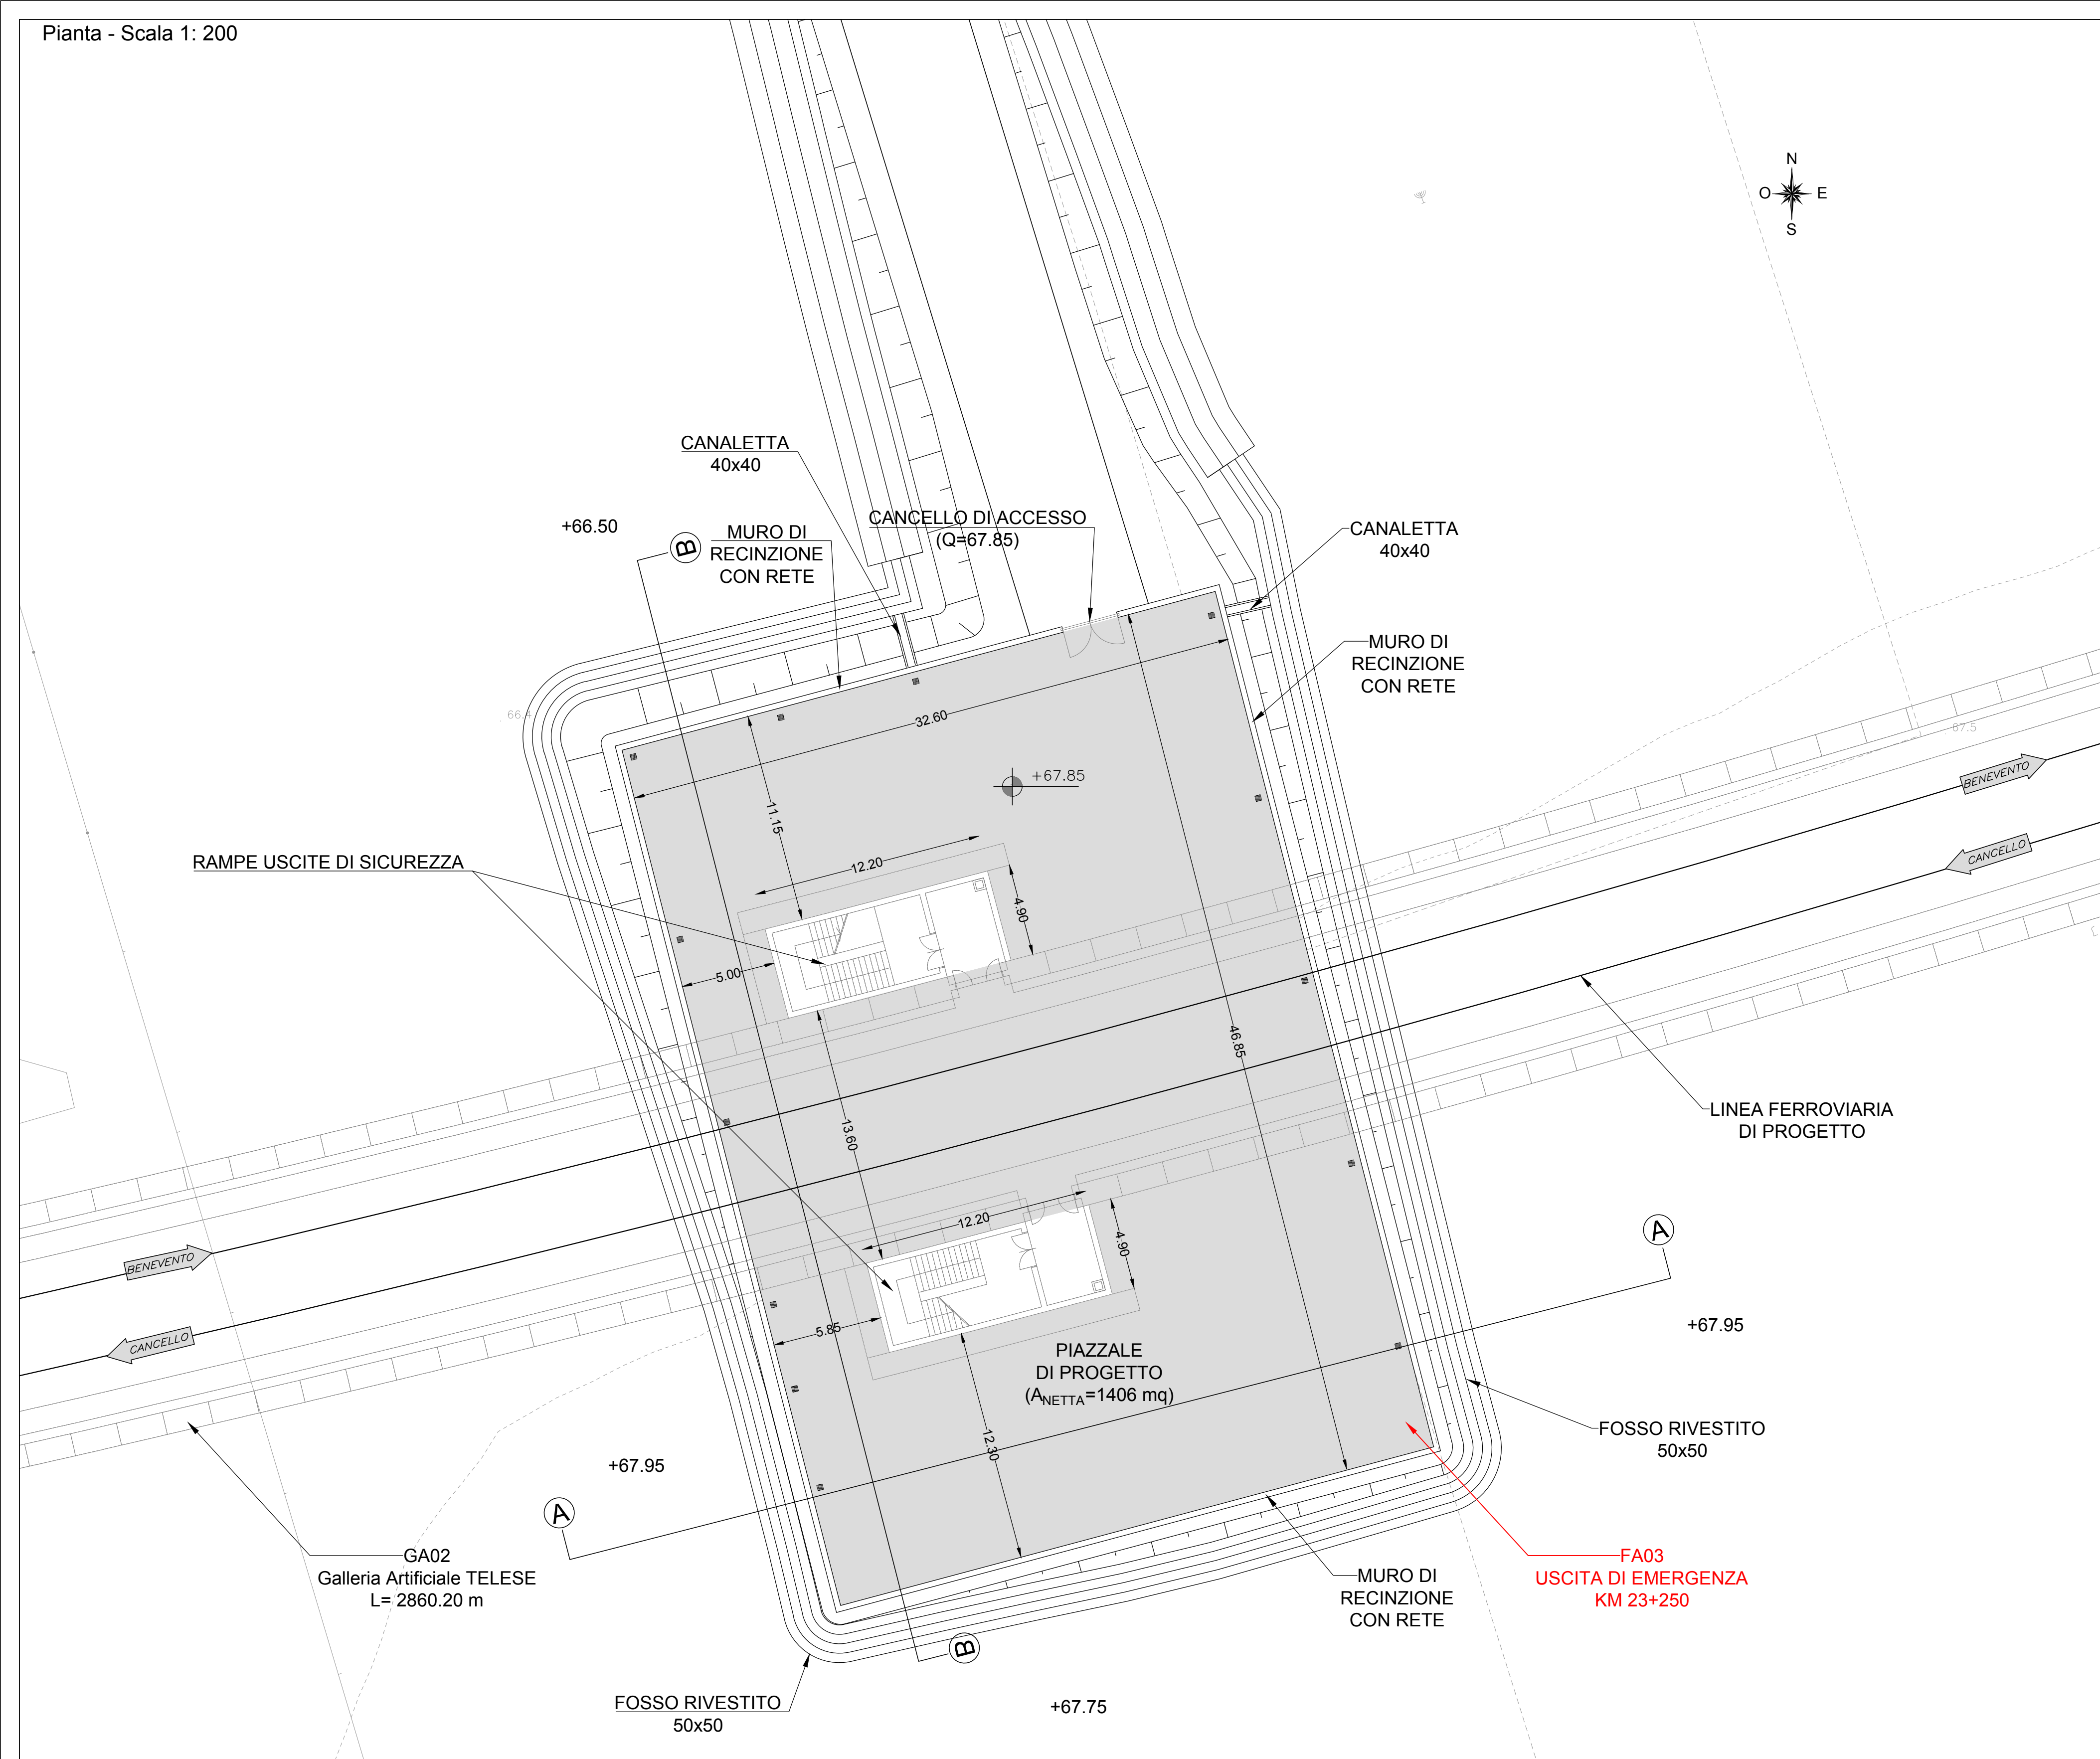 Pianta - Scala 1: 200
N
O
E
S
CANALETTA
40x40
+66.50
B
MURO DI
RECINZIONE
CON RETE
CANCELLO DI ACCESSO
(Q=67.85)
CANALETTA
40x40
MURO DI
RECINZIONE
CON RETE
66.4
32.60
67.5
+67.85
BENEVENTO
11.15
CANCELLO
RAMPE USCITE DI SICUREZZA
12.20
4.90
5.00
46.85
LINEA FERROVIARIA
DI PROGETTO
13.60
12.20
4.90
A
BENEVENTO
CANCELLO
5.85
+67.95
PIAZZALE
DI PROGETTO
(ANETTA=1406 mq)
12.30
FOSSO RIVESTITO
50x50
+67.95
A
GA02
Galleria Artificiale TELESE
L= 2860.20 m
FA03
USCITA DI EMERGENZA
KM 23+250
MURO DI
RECINZIONE
CON RETE
B
FOSSO RIVESTITO
50x50
+67.75